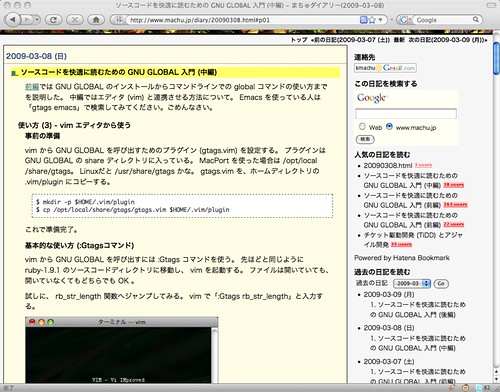 ソースコードを快適に読むための GNU GLOBAL 入門 (中編) – まちゅダイアリー(2009-03-08)
http://www.machu.jp/diary/20090308.html#p01
Google
トップ «前の日記(2009-03-07 (土)) 最新 次の日記(2009-03-09 (月))»
2009-03-08 (日)
ソースコードを快適に読むための GNU GLOBAL 入門 (中編)
前編では GNU GLOBAL のインストールからコマンドラインでの global コマンドの使い方まで
を説明した。 中編ではエディタ (vim) と連携させる方法について。 Emacs を使っている人は
「gtags emacs」で検索してみてください。ごめんなさい。
使い方 (3) - vim エディタから使う
事前の準備
vim から GNU GLOBAL を呼び出すためのプラグイン (gtags.vim) を設定する。 プラグインは
GNU GLOBAL の share ディレクトリに入っている。 MacPort を使った場合は /opt/local
/share/gtags。 Linuxだと /usr/share/gtags かな。 gtags.vim を、ホームディレクトリの
.vim/plugin にコピーする。
$ mkdir -p $HOME/.vim/plugin
$ cp /opt/local/share/gtags/gtags.vim $HOME/.vim/plugin
これで準備完了。
基本的な使い方 (:Gtagsコマンド)
vim から GNU GLOBAL を呼び出すには :Gtags コマンドを使う。 先ほどと同じように
ruby-1.9.1 のソースコードディレクトリに移動し、 vim を起動する。 ファイルは開いていても、
開いていなくてもどちらでも OK 。
試しに、 rb_str_length 関数へジャンプしてみる。 vim で「:Gtags rb_str_length」と入力す
る。
ターミナル — vim
VIM - Vi IMproved
連絡先
kmachu Gmail.com
この日記を検索する
Google
Web www.machu.jp
検索
人気の日記を読む
20090308.html
ソースコードを快適に読むための
GNU GLOBAL 入門 (中編)
ソースコードを快適に読むための
GNU GLOBAL 入門 (前編)
ソースコードを快適に読むための
GNU GLOBAL 入門 (後編)
チケット駆動開発 (TiDD) とアジャ
イル開発
Powered by Hatena Bookmark
過去の日記を読む
過去の日記 2009-03 Go
2009-03-09 (月)
1. ソースコードを快適に読むため
の GNU GLOBAL 入門 (後編)
2009-03-08 (日)
1. ソースコードを快適に読むため
の GNU GLOBAL 入門 (中編)
2009-03-07 (土)
1. ソースコードを快適に読むため
完了